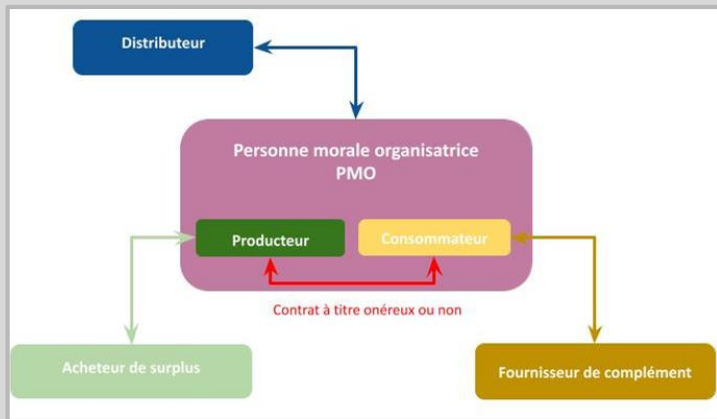 Distributeur
Personne morale organisatrice
PMO
Producteur
Consommateur
Contrat à titre onéreux ou non
Acheteur de surplus
Fournisseur de complément